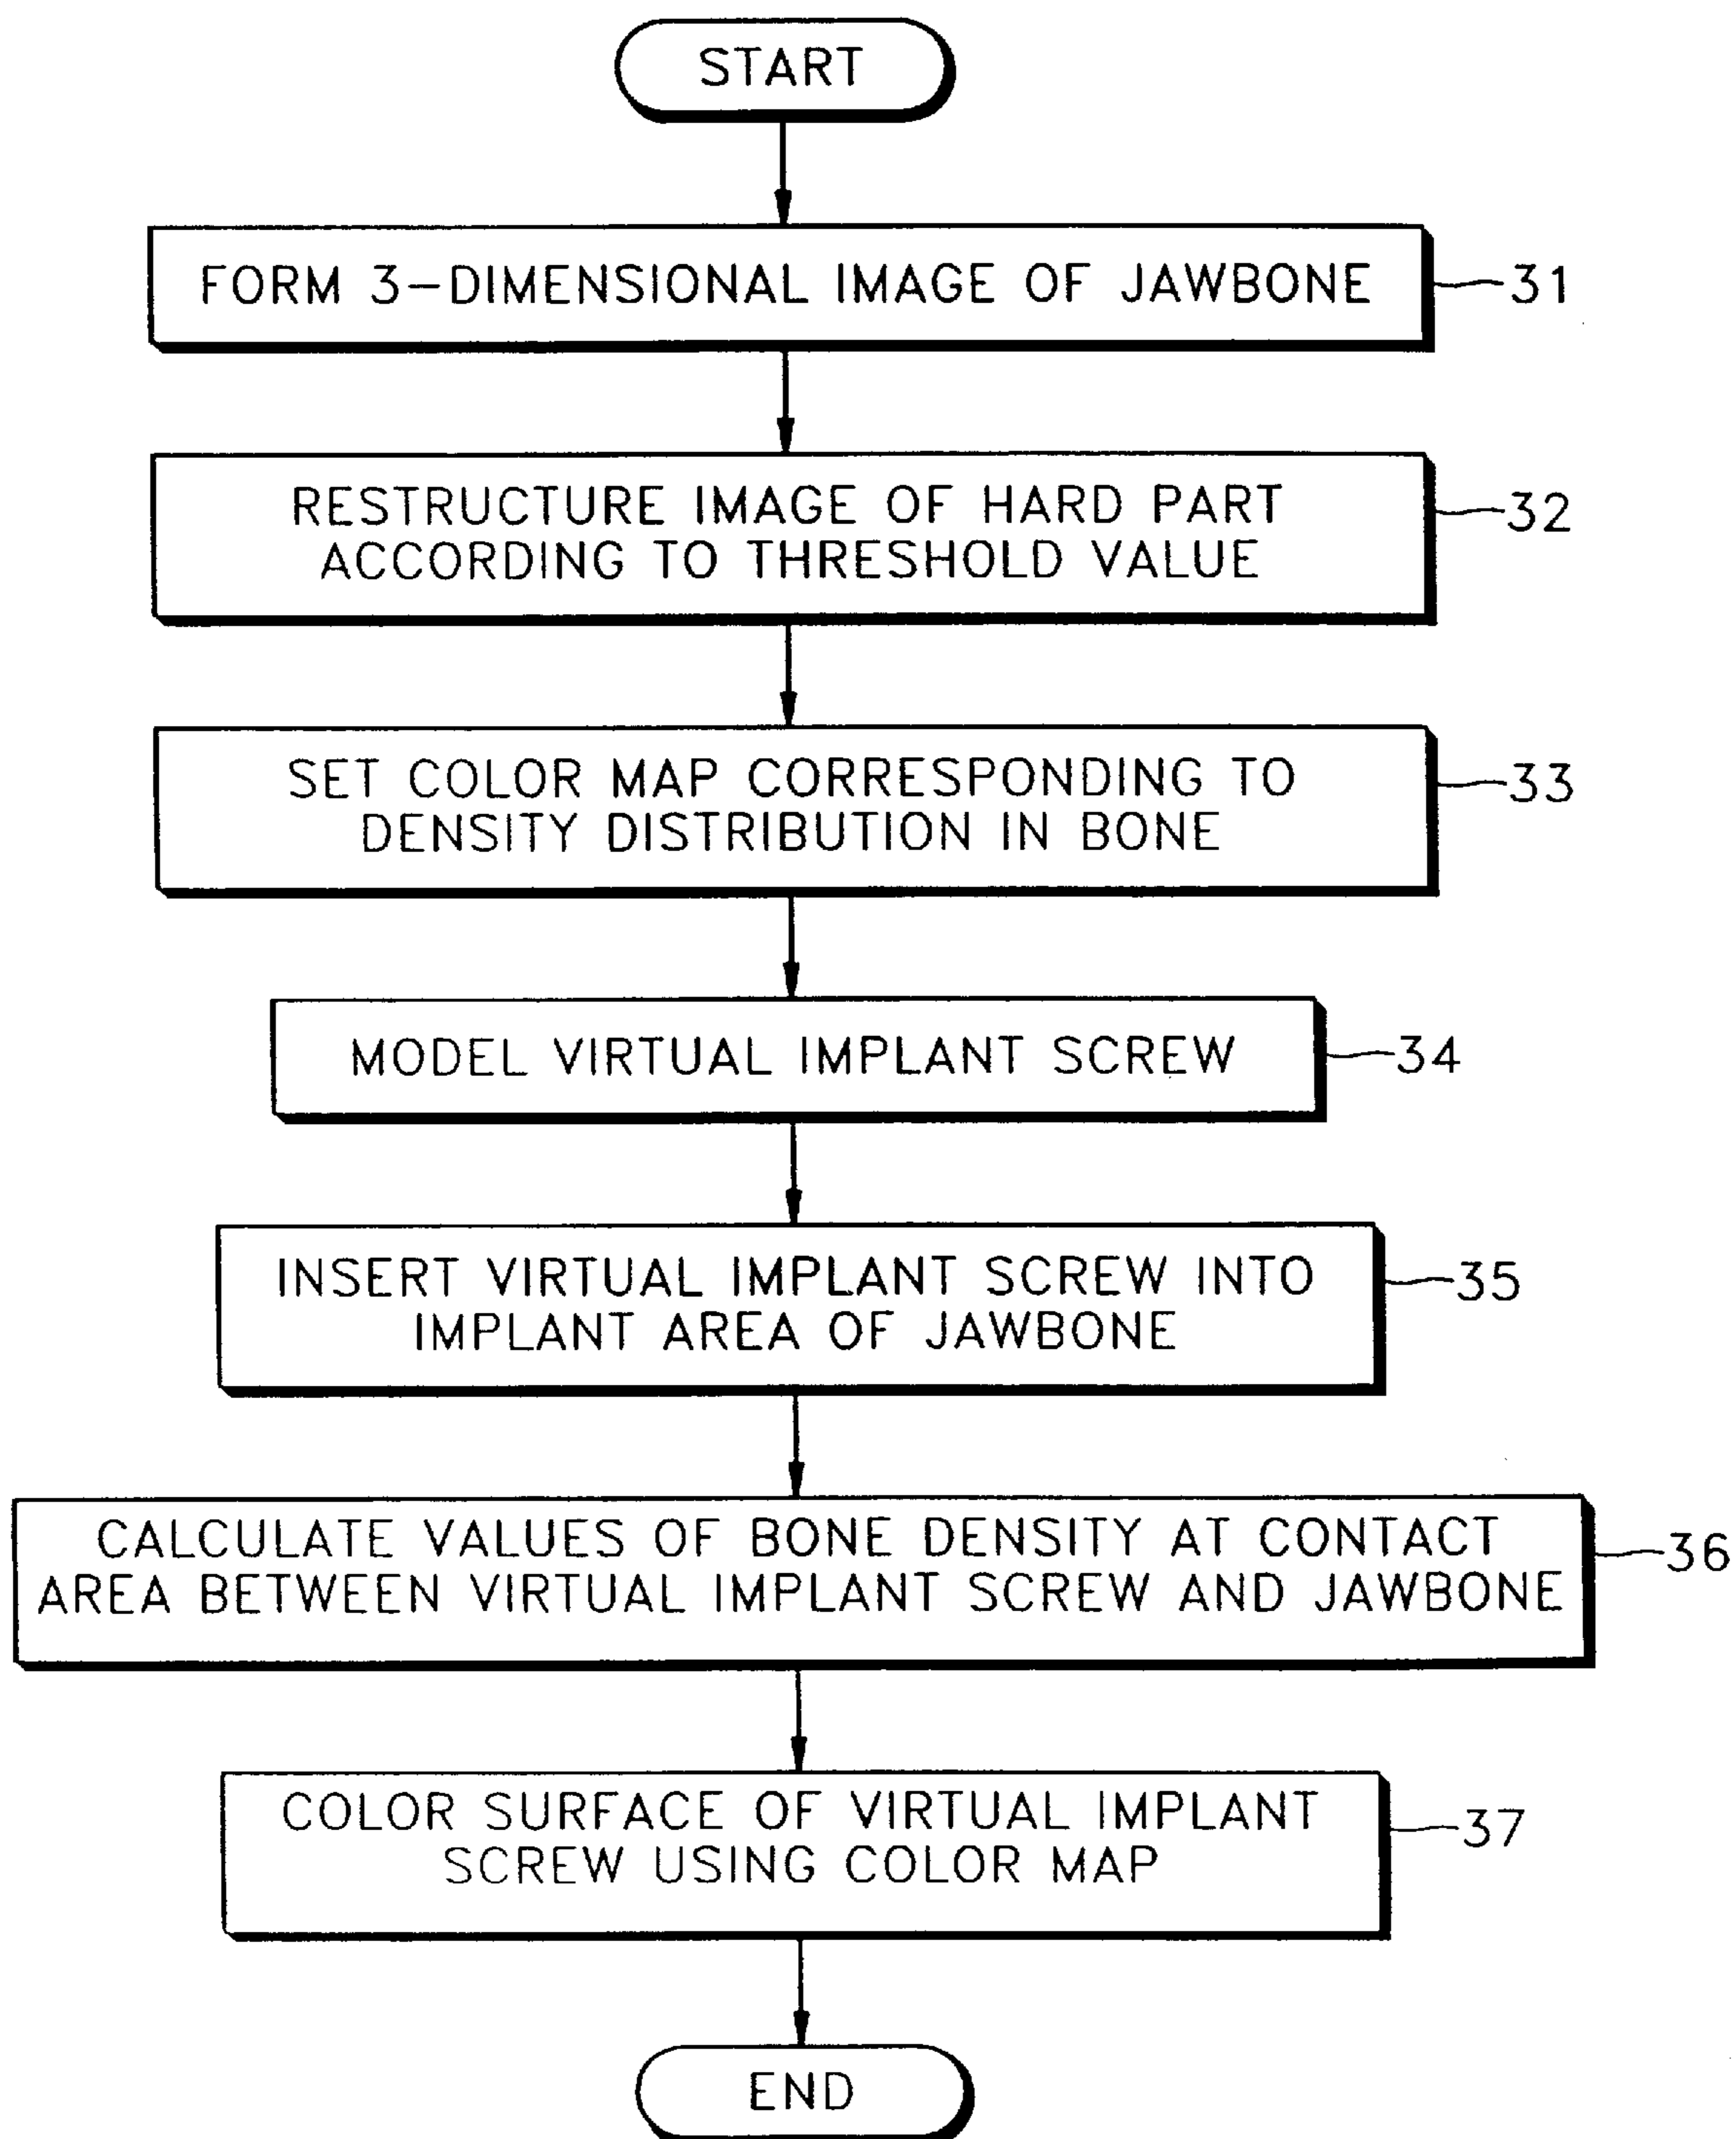 START
FORM 3-DIMENSIONAL IMAGE OF JAWBONE
31
RESTRUCTURE IMAGE OF HARD PART
ACCORDING TO THRESHOLD VALUE
32
SET COLOR MAP CORRESPONDING TO
DENSITY DISTRIBUTION IN BONE
33
MODEL VIRTUAL IMPLANT SCREW
34
INSERT VIRTUAL IMPLANT SCREW INTO
IMPLANT AREA OF JAWBONE
35
CALCULATE VALUES OF BONE DENSITY AT CONTACT
AREA BETWEEN VIRTUAL IMPLANT SCREW AND JAWBONE
36
COLOR SURFACE OF VIRTUAL IMPLANT
SCREW USING COLOR MAP
37
END